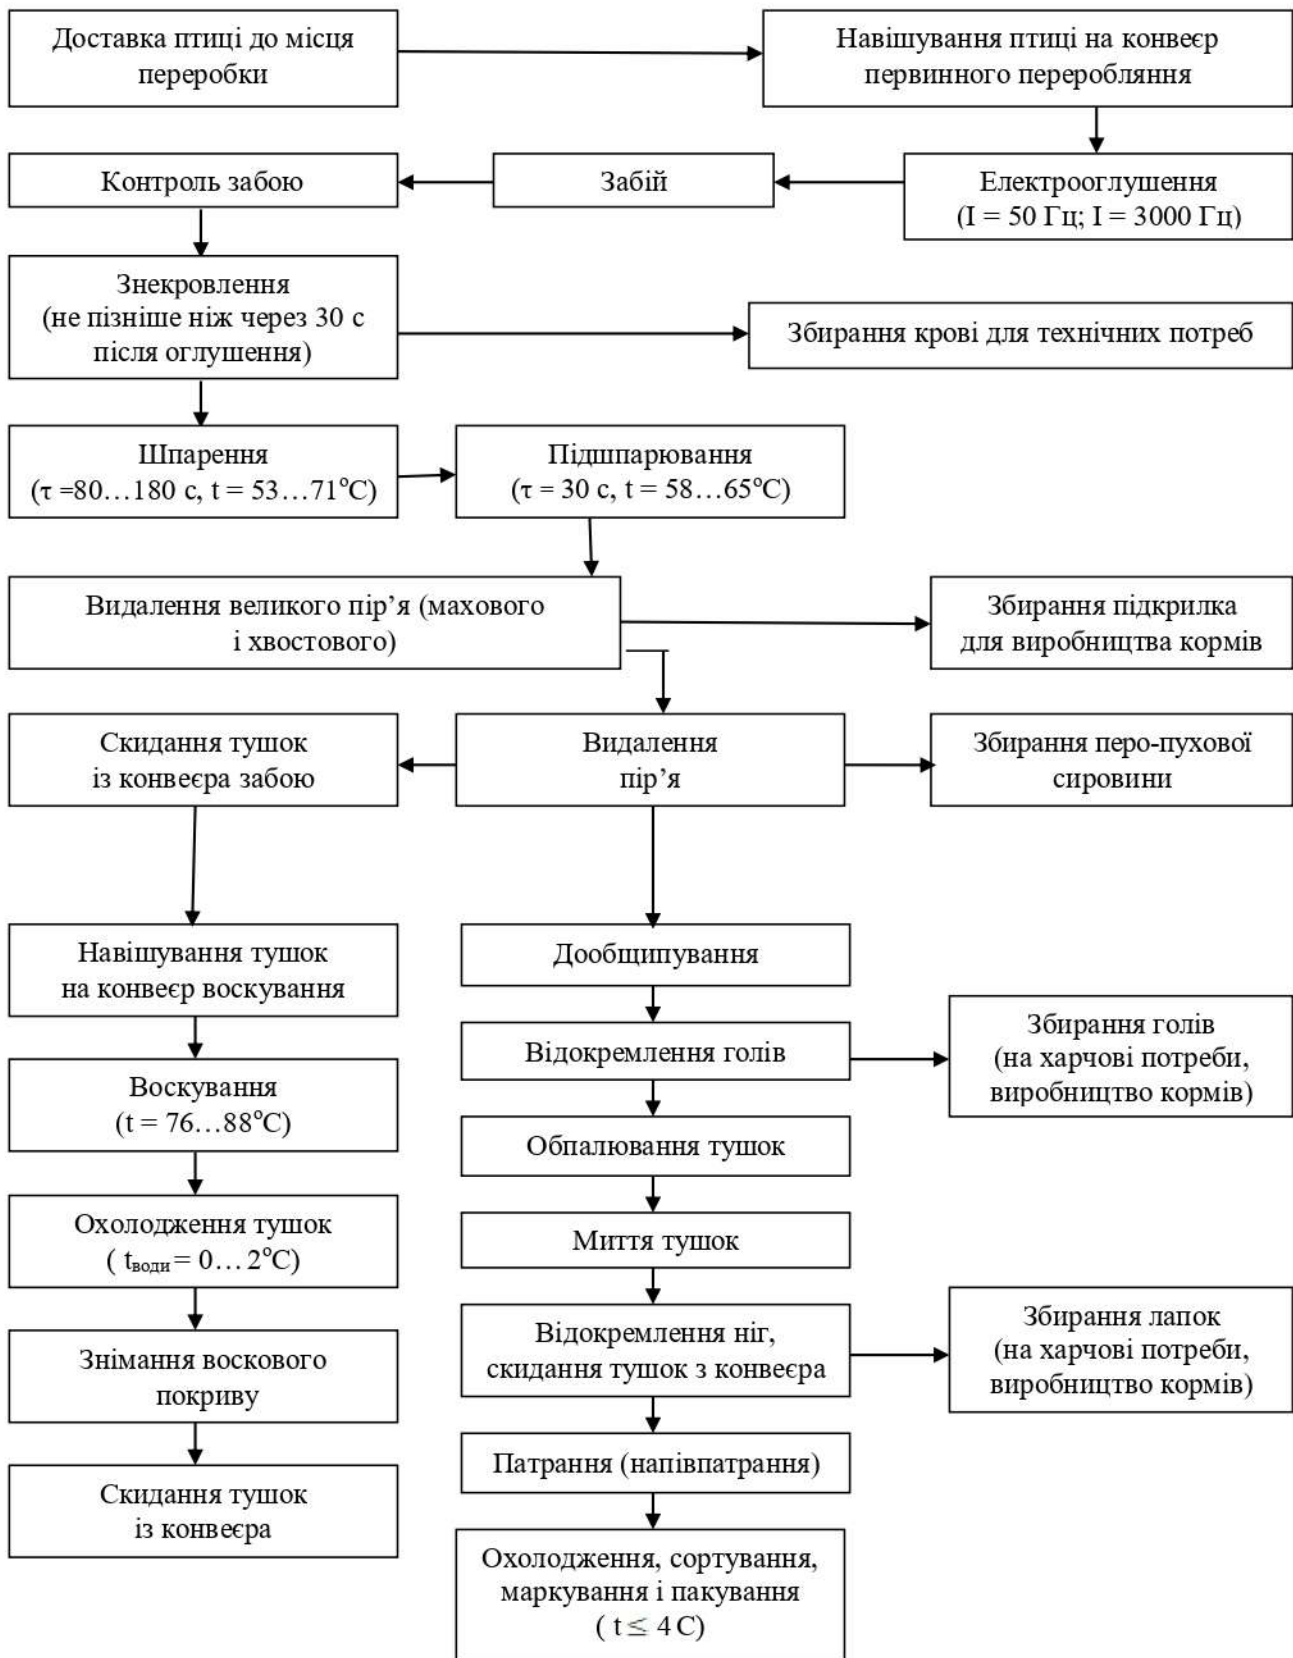 Доставка птиці до місця
переробки
Навішування птиці на конвеєр
первинного переробляння
Контроль забою
Забій
Електрооглушення
(І = 50 Гц; І = 3000 Гц)
Знекровлення
(не пізніше ніж через 30 с
після оглушення)
Збирання крові для технічних потреб
Шпарення
(τ =80…180 с, t = 53…71°С)
Підшпарювання
(τ = 30 с, t = 58…65°С)
Видалення великого пір’я (махового
і хвостового)
Збирання підкрилка
для виробництва кормів
Скидання тушок
із конвеєра забою
Видалення
пір’я
Збирання перо-пухової
сировини
Навішування тушок
на конвеєр воскування
Дообщипування
Відокремлення голів
Збирання голів
(на харчові потреби,
виробництво кормів)
Воскування
(t = 76…88°С)
Обпалювання тушок
Охолодження тушок
( tводи = 0… 2°С)
Миття тушок
Знімання воскового
покриву
Відокремлення ніг,
скидання тушок з конвеєра
Збирання лапок
(на харчові потреби,
виробництво кормів)
Скидання тушок
із конвеєра
Патрання (напівпатрання)
Охолодження, сортування,
маркування і пакування
( t ≤ 4 С)